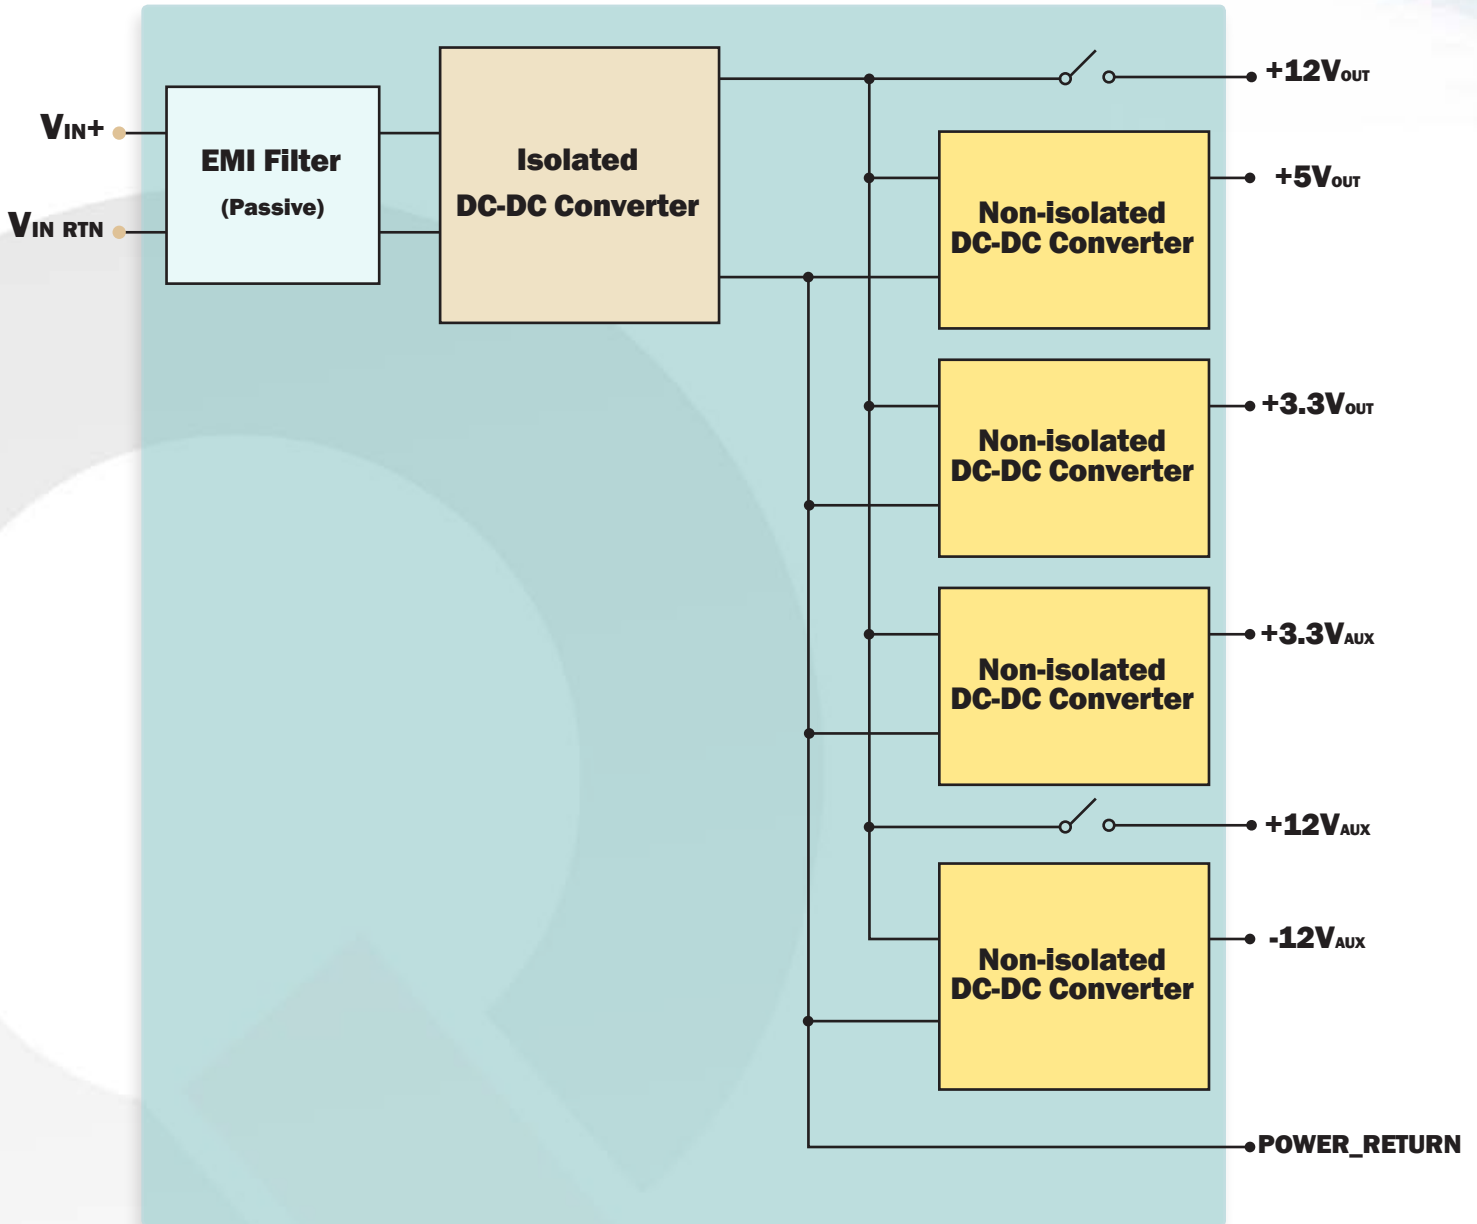 VIN+
VIN RTN
EMI Filter
(Passive)
Isolated
DC-DC Converter
+12VOUT
+5VOUT
Non-isolated
DC-DC Converter
+3.3VOUT
Non-isolated
DC-DC Converter
+3.3VAUX
Non-isolated
DC-DC Converter
+12VAUX
-12VAUX
Non-isolated
DC-DC Converter
POWER_RETURN